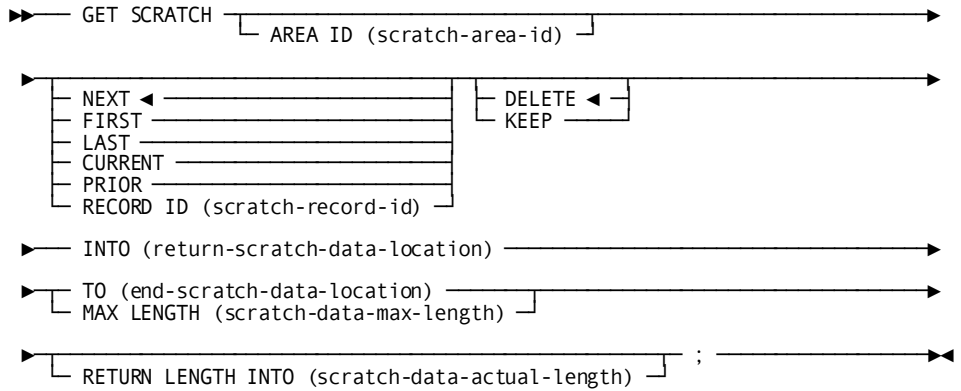 GET SCRATCH
AREA ID (scratch-area-id)
NEXT ◄
FIRST
LAST
CURRENT
PRIOR
RECORD ID (scratch-record-id)
DELETE ◄
KEEP
INTO (return-scratch-data-location)
TO (end-scratch-data-location)
MAX LENGTH (scratch-data-max-length)
;
RETURN LENGTH INTO (scratch-data-actual-length)